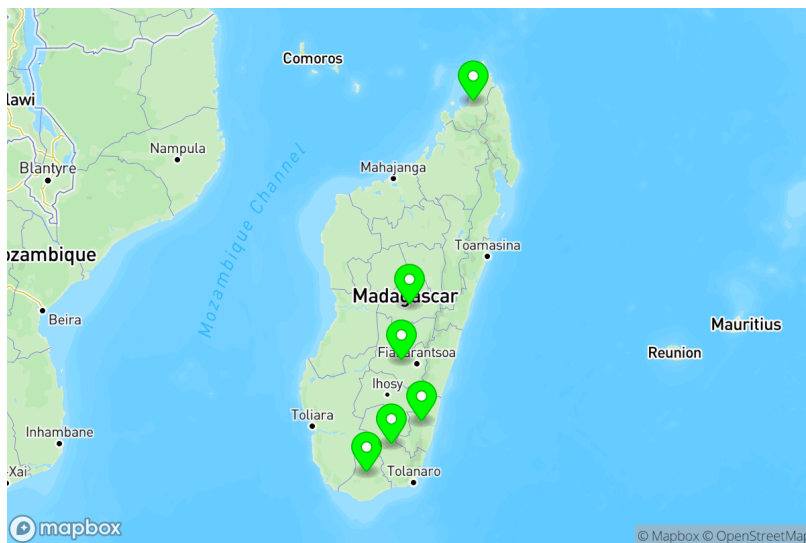 Comoros
lawi
Nampula
Blantyre
Mahajanga
Mozambique Channel
Toamasina
ozambique
Madagascar
Beira
Mauritius
Reunion
Fianarantsoa
Ihosy
Toliara
Inhambane
-Xai
Tolanaro
mapbox
© Mapbox © OpenStreetMap